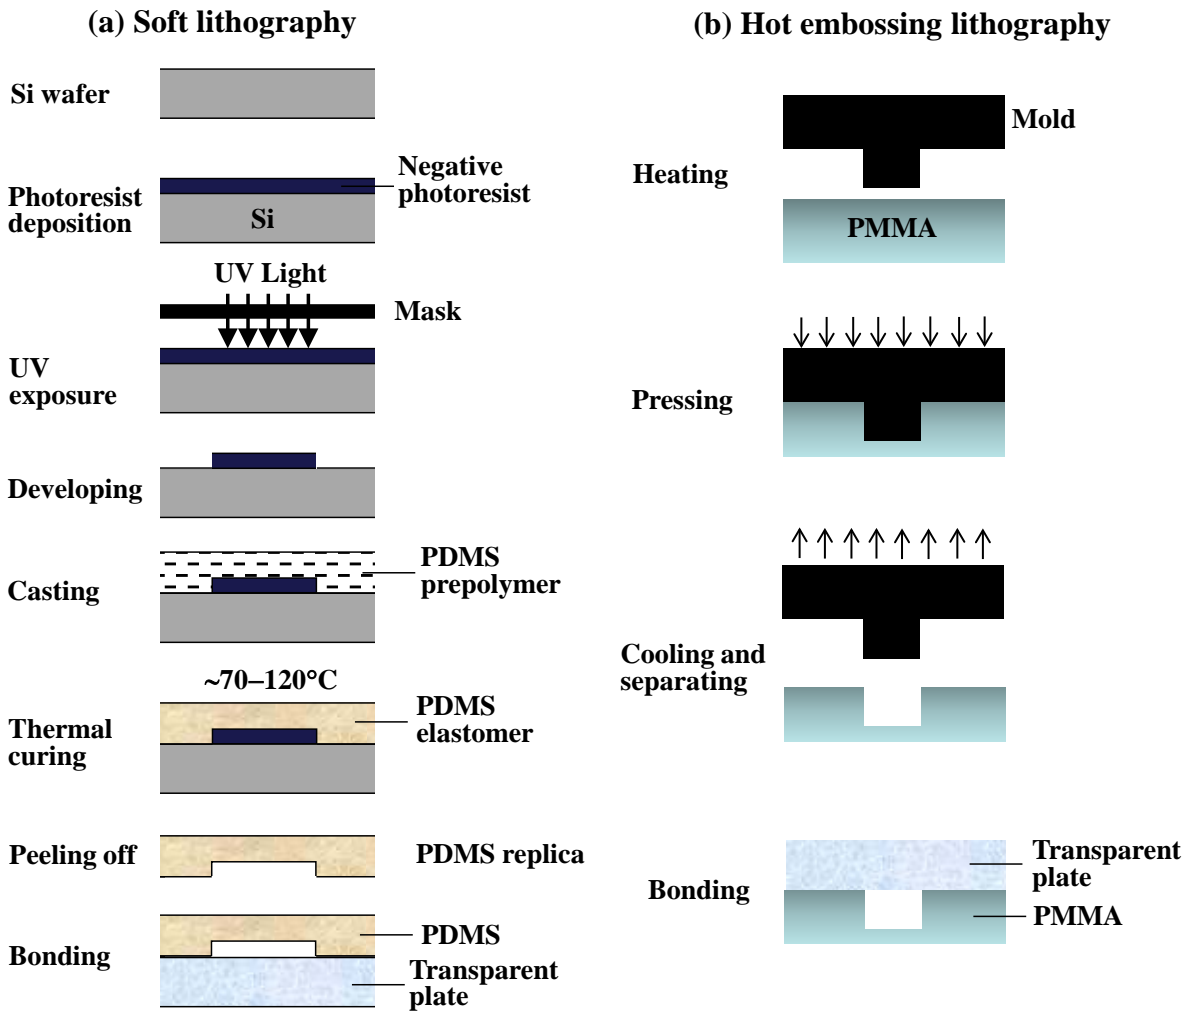 (a) Soft lithography
Si wafer
Photoresist
deposition
Negative
photoresist
Si
UV Light
Mask
UV
exposure
Developing
Casting
PDMS
prepolymer
~70–120°C
Thermal
curing
PDMS
elastomer
Peeling off
PDMS replica
Bonding
PDMS
Transparent
plate
(b) Hot embossing lithography
Mold
Heating
PMMA
Pressing
Cooling and
separating
Bonding
Transparent
plate
PMMA